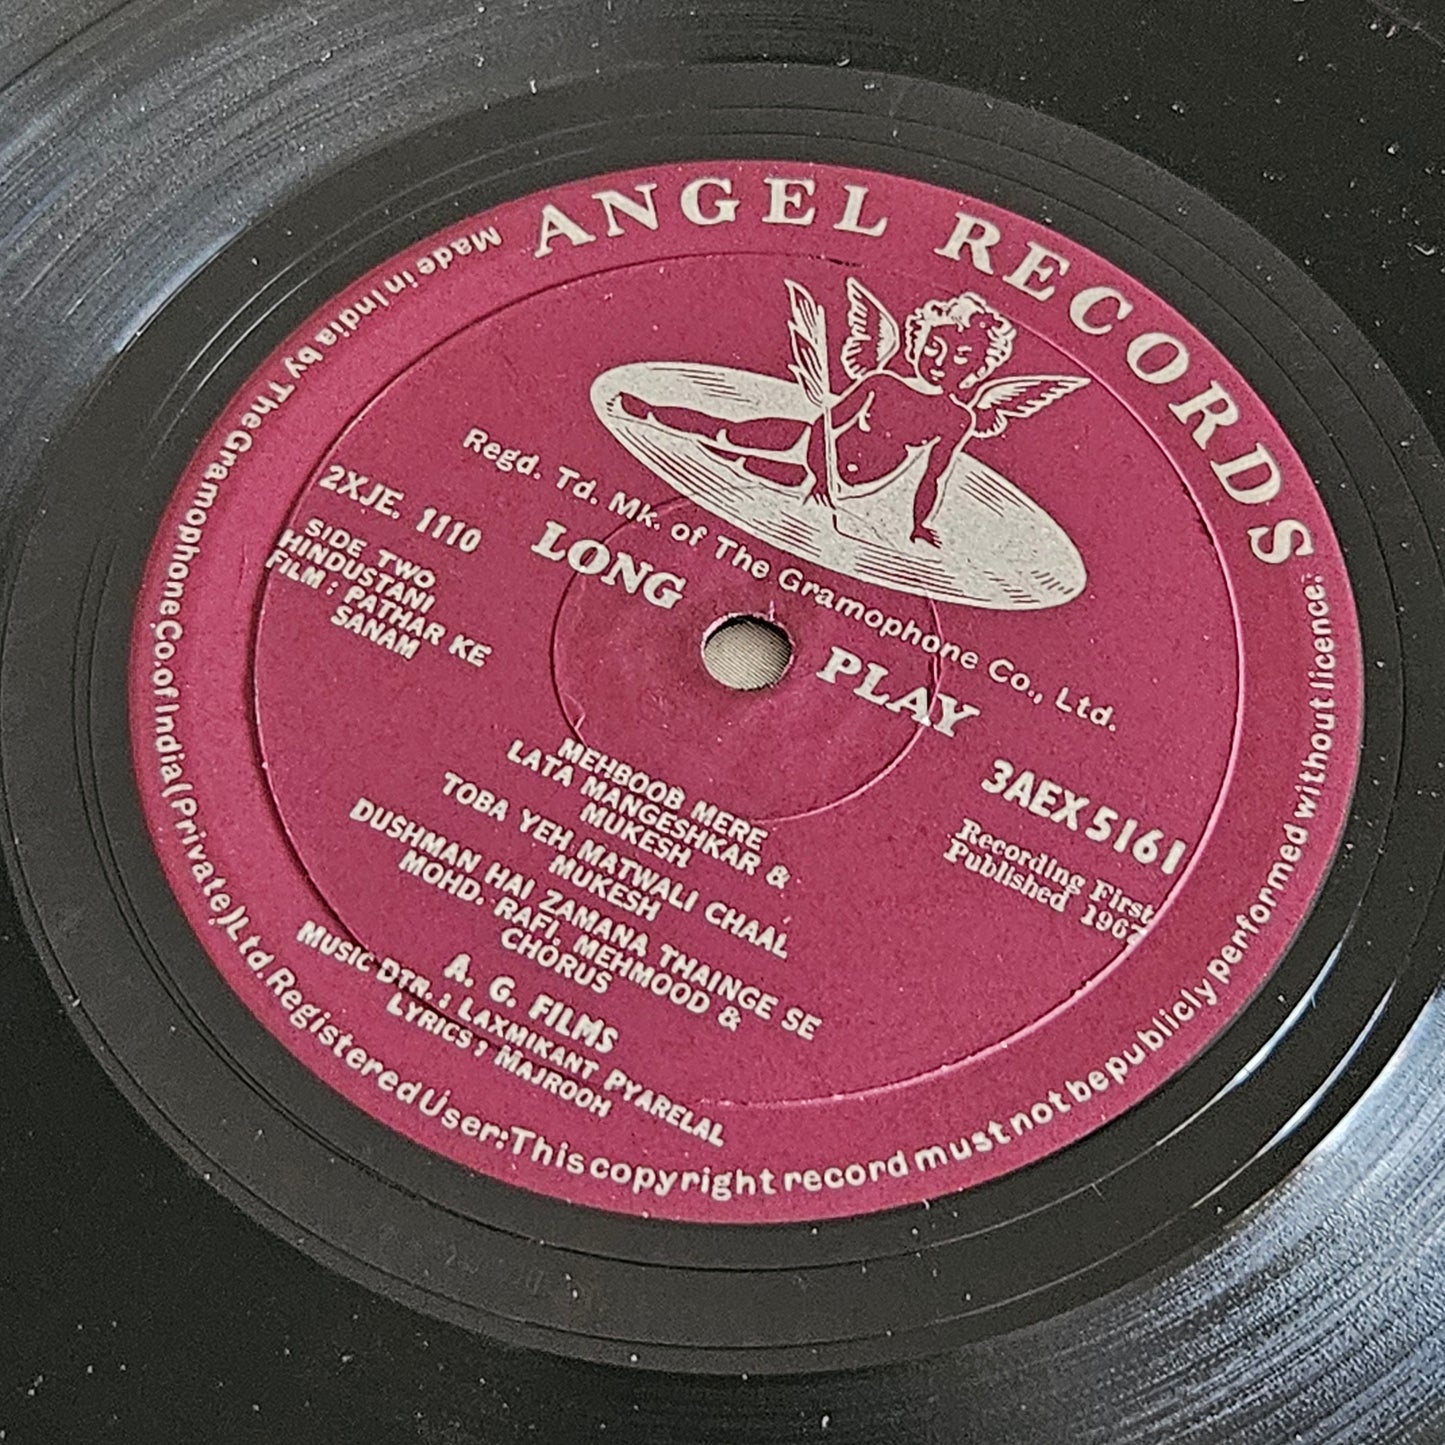 ANGEL RECORDS
Regd. Td. Mk. of The Gramophone Co., Ltd.
LONG PLAY
2XJE. 1110
SIDE TWO
HINDUSTANI
FILM : PATHAR KE
SANAM
3AEX 5161
Recording First
Published 1967
MEHBOOB MERE
LATA MANGESHKAR &
MUKESH
TOBA YEH MATWALI CHAAL
MUKESH
DUSHMAN HAI ZAMANA THAINGE SE
MOHD. RAFI, MEHMOOD &
CHORUS
A. G. FILMS
MUSIC DTR. : LAXMIKANT PYARELAL
LYRICS : MAJROOH
Made in India by The Gramophone Co. of India (Private) Ltd. Registered User: This copyright record must not be publicly performed without licence: